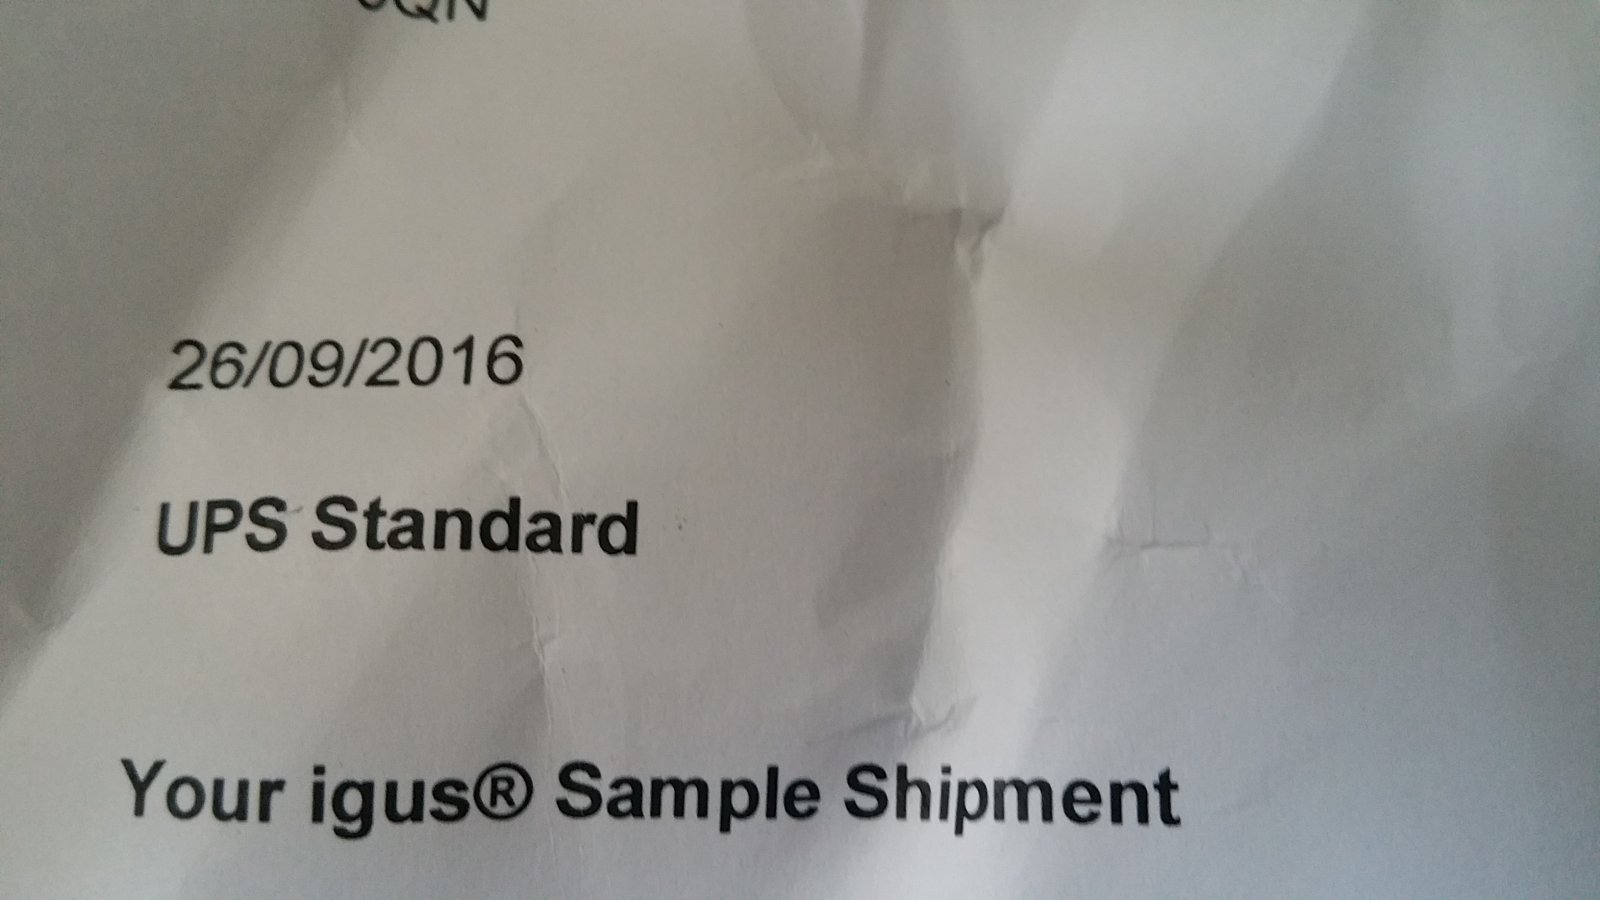 26/09/2016
UPS Standard
Your igus® Sample Shipment